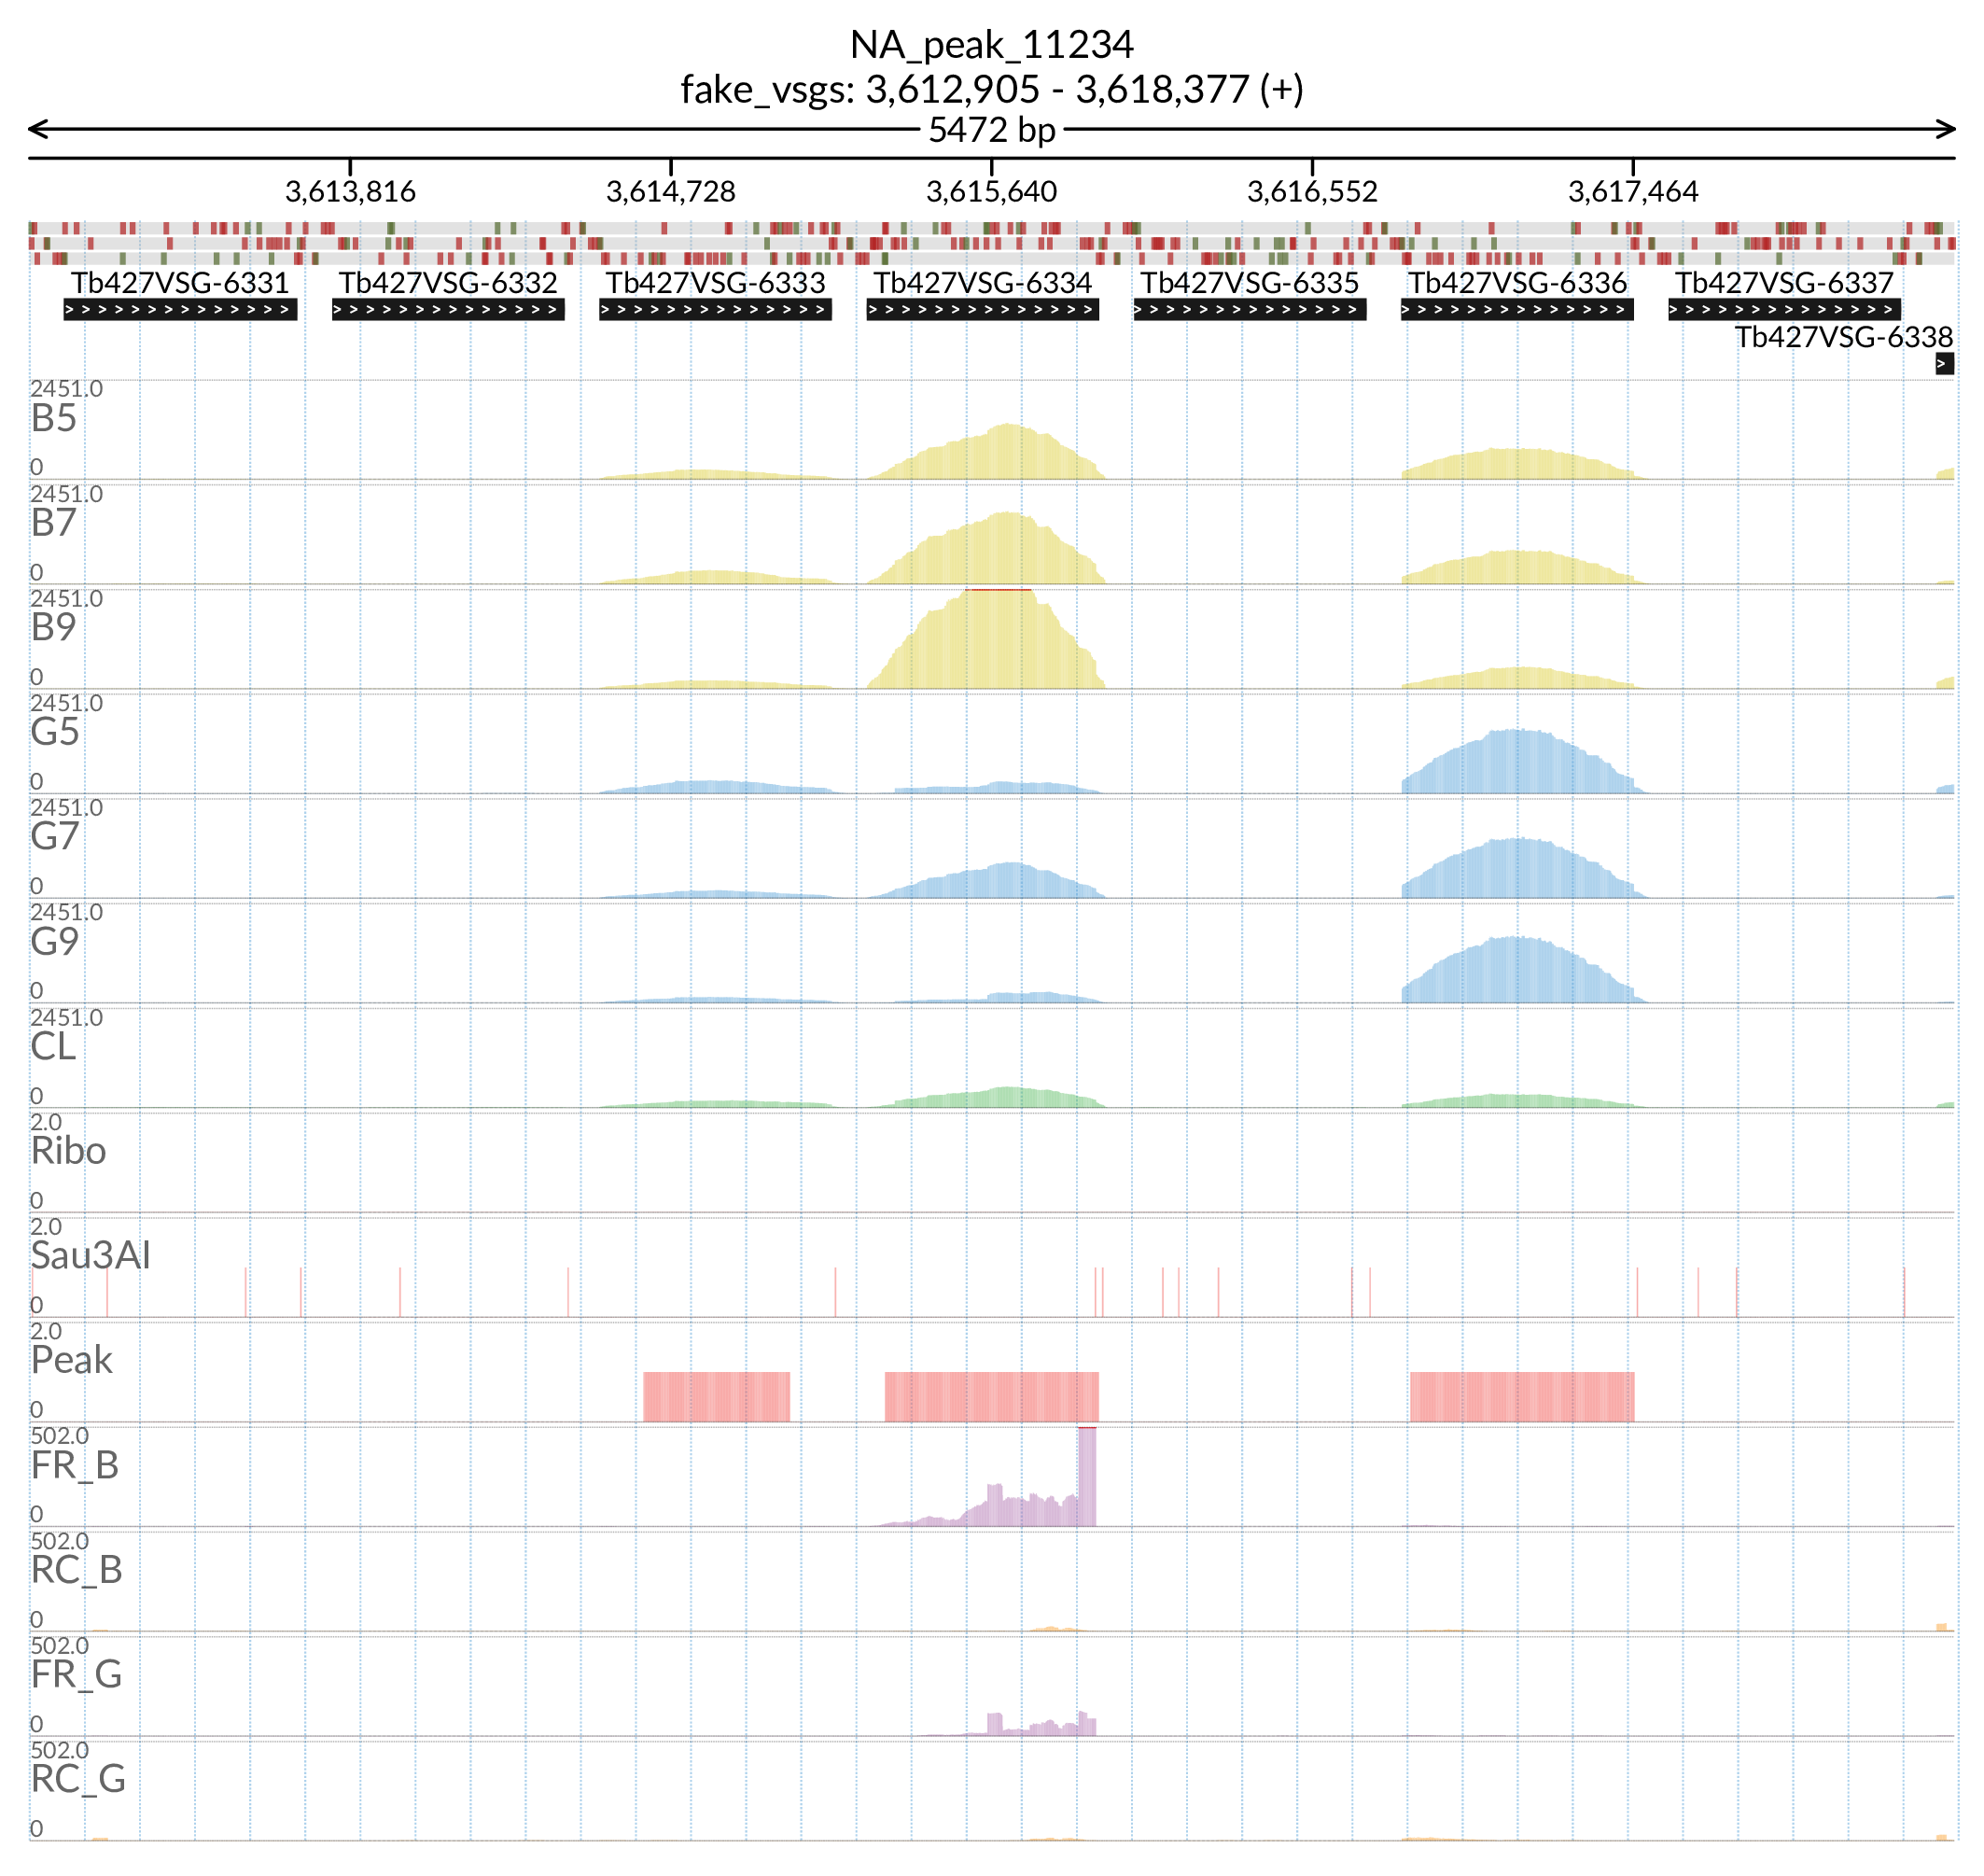 NA_peak_11234
fake_vsgs: 3,612,905 - 3,618,377 (+)
5472 bp
3,613,816 3,614,728 3,615,640 3,616,552 3,617,464
Tb427VSG-6331 Tb427VSG-6332 Tb427VSG-6333 Tb427VSG-6334 Tb427VSG-6335 Tb427VSG-6336 Tb427VSG-6337
Tb427VSG-6338
2451.0
B5
0
2451.0
B7
0
2451.0
B9
0
2451.0
G5
0
2451.0
G7
0
2451.0
G9
0
2451.0
CL
0
2.0
Ribo
0
2.0
Sau3AI
0
2.0
Peak
0
502.0
FR_B
0
502.0
RC_B
0
502.0
FR_G
0
502.0
RC_G
0